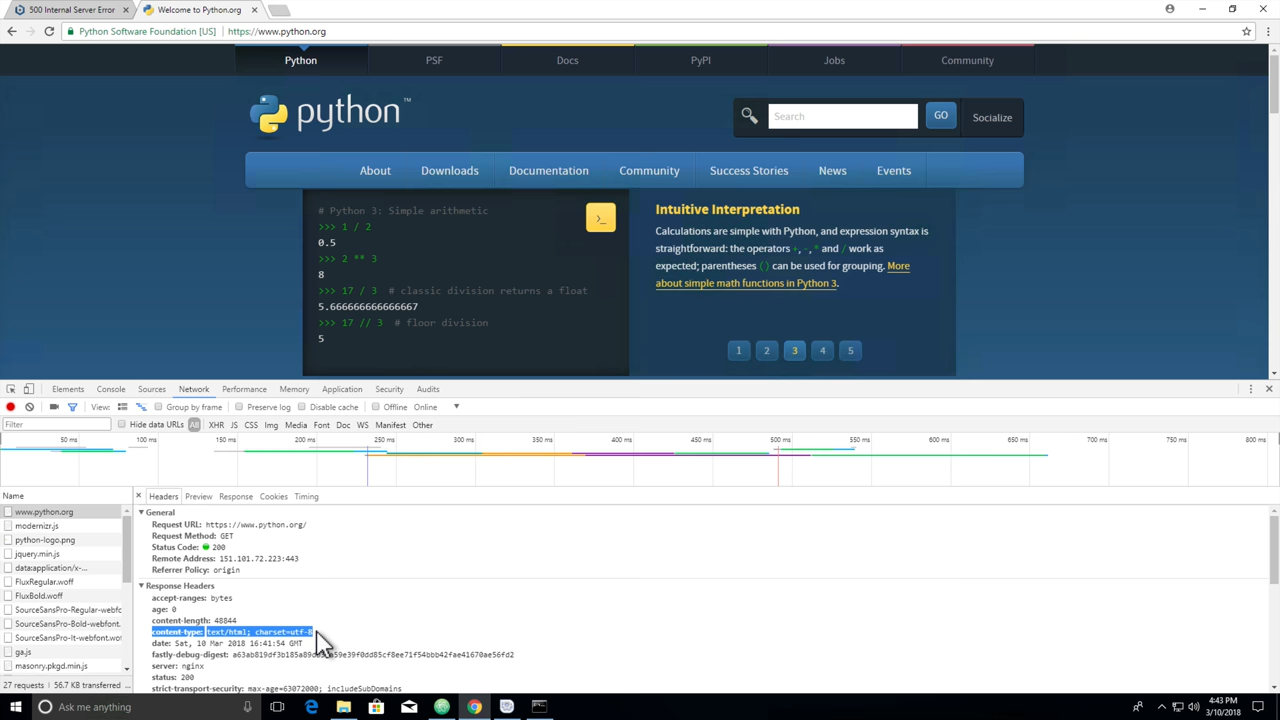 500 Internal Server Error
Welcome to Python.org
Python Software Foundation [US]
https://www.python.org
Python
PSF
Docs
PyPI
Jobs
Community
python™
Search
GO
Socialize
About
Downloads
Documentation
Community
Success Stories
News
Events
# Python 3: Simple arithmetic
>>> 1 / 2
0.5
>>> 2 ** 3
8
>>> 17 / 3 # classic division returns a float
5.666666666666667
>>> 17 // 3 # floor division
5
>_
Intuitive Interpretation
Calculations are simple with Python, and expression syntax is
straightforward: the operators +, -, * and / work as
expected; parentheses () can be used for grouping. More
about simple math functions in Python 3.
1 2 3 4 5
Elements Console Sources Network Performance Memory Application Security Audits
View: Group by frame Preserve log Disable cache Offline Online
Filter Hide data URLs All XHR JS CSS Img Media Font Doc WS Manifest Other
50 ms 100 ms 150 ms 200 ms 250 ms 300 ms 350 ms 400 ms 450 ms 500 ms 550 ms 600 ms 650 ms 700 ms 750 ms 800 ms
Name
www.python.org
modernizr.js
python-logo.png
jquery.min.js
data:application/x-...
FluxRegular.woff
FluxBold.woff
SourceSansPro-Regular-webfo
SourceSansPro-Bold-webfont.
SourceSansPro-It-webfont.wo
ga.js
masonry.pkgd.min.js
27 requests | 56.7 KB transferred
Headers Preview Response Cookies Timing
General
Request URL: https://www.python.org/
Request Method: GET
Status Code: 200
Remote Address: 151.101.72.223:443
Referrer Policy: origin
Response Headers
accept-ranges: bytes
age: 0
content-length: 48844
content-type: text/html; charset=utf-8
date: Sat, 10 Mar 2018 16:41:54 GMT
fastly-debug-digest:
server: nginx
status: 200
strict-transport-security: max-age=63072000; includeSubDomains
Ask me anything
4:43 PM
3/10/2018